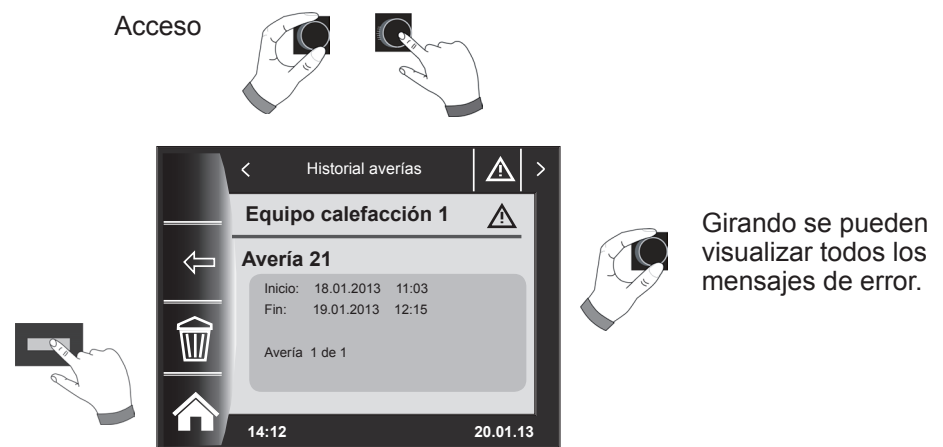 Acceso
< Historial averías >
Equipo calefacción 1
Avería 21
Inicio: 18.01.2013 11:03
Fin: 19.01.2013 12:15
Avería 1 de 1
14:12 20.01.13
Girando se pueden
visualizar todos los
mensajes de error.